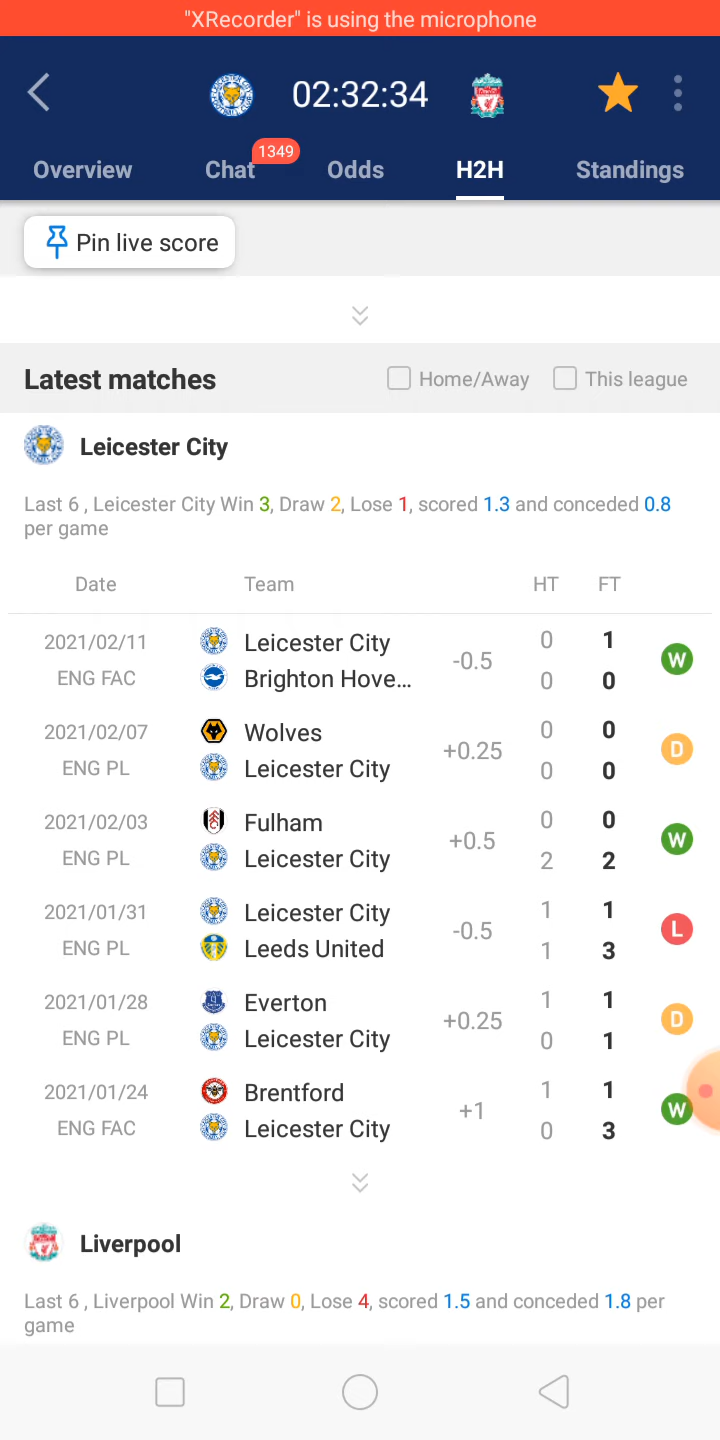 "XRecorder" is using the microphone
02:32:34
1349
Overview Chat Odds H2H Standings
Pin live score
Latest matches Home/Away This league
Leicester City
Last 6 , Leicester City Win 3, Draw 2, Lose 1, scored 1.3 and conceded 0.8
per game
Date Team HT FT
2021/02/11 Leicester City 0 1
ENG FAC Brighton Hove... -0.5 0 0 W
2021/02/07 Wolves 0 0
ENG PL Leicester City +0.25 0 0 D
2021/02/03 Fulham 0 0
ENG PL Leicester City +0.5 2 2 W
2021/01/31 Leicester City 1 1
ENG PL Leeds United -0.5 1 3 L
2021/01/28 Everton 1 1
ENG PL Leicester City +0.25 0 1 D
2021/01/24 Brentford 1 1
ENG FAC Leicester City +1 0 3 W
Liverpool
Last 6 , Liverpool Win 2, Draw 0, Lose 4, scored 1.5 and conceded 1.8 per
game